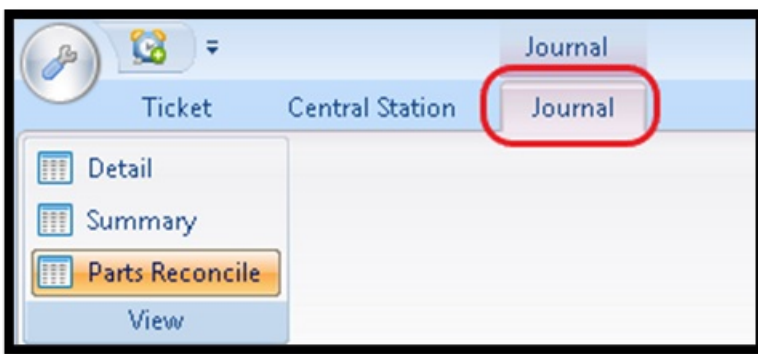 Journal
Ticket Central Station Journal
Detail
Summary
Parts Reconcile
View